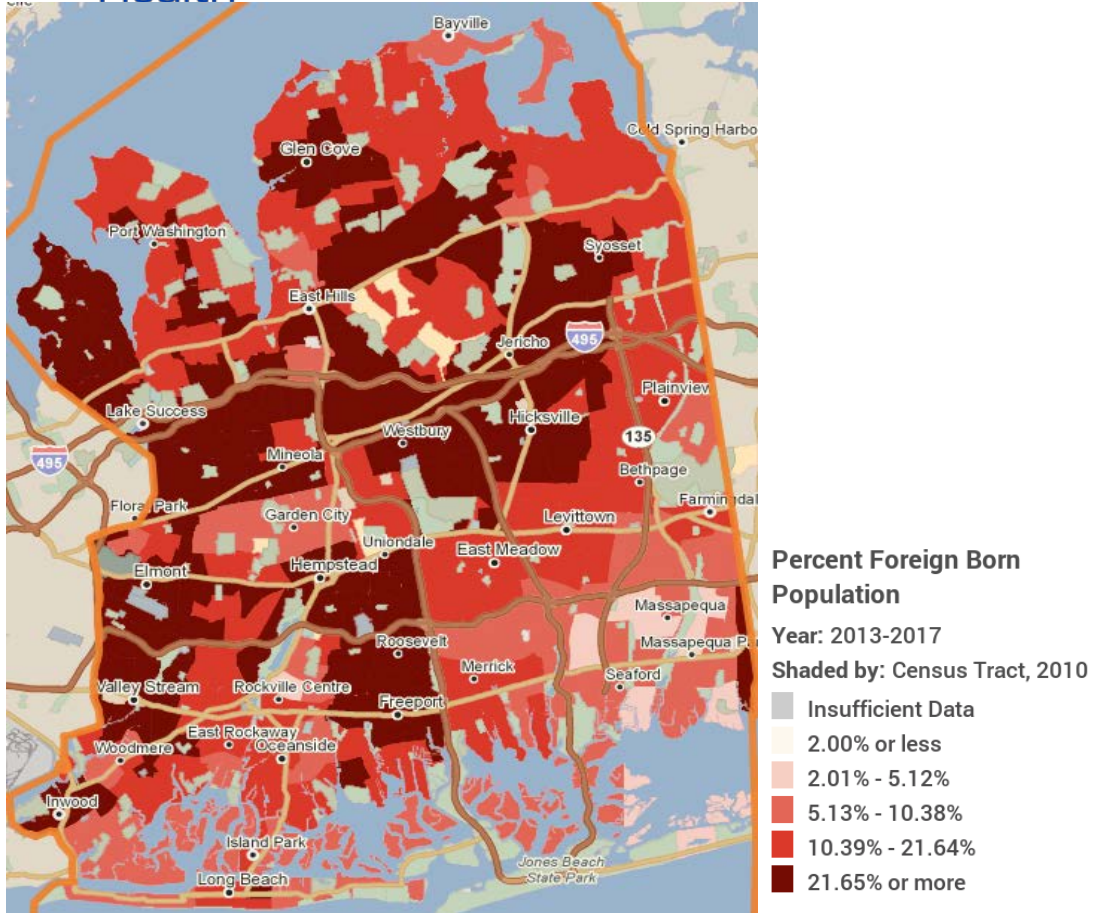 Health
Bayville
Cold Spring Harbo
Glen Cove
Port Washington
Syosset
East Hills
495
Jericho
Plainview
Lake Success
Hicksville
Westbury
135
Mineola
495
Bethpage
Floral Park
Farmingdal
Garden City
Levittown
Uniondale
East Meadow
Hempstead
Elmont
Massapequa
Roosevelt
Massapequa Pa
Merrick
Seaford
Valley Stream
Rockville Centre
Freeport
East Rockaway
Woodmere
Oceanside
Inwood
Island Park
Jones Beach
State Park
Long Beach
Percent Foreign Born
Population
Year: 2013-2017
Shaded by: Census Tract, 2010
Insufficient Data
2.00% or less
2.01% - 5.12%
5.13% - 10.38%
10.39% - 21.64%
21.65% or more